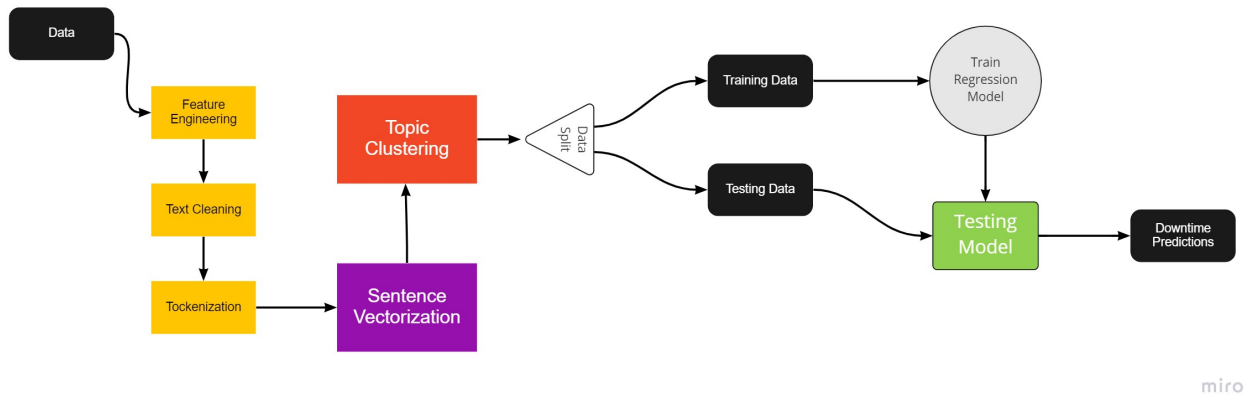 Data
Feature
Engineering
Text Cleaning
Tockenization
Sentence
Vectorization
Topic
Clustering
Data
Split
Training Data
Testing Data
Train
Regression
Model
Testing
Model
Downtime
Predictions
miro